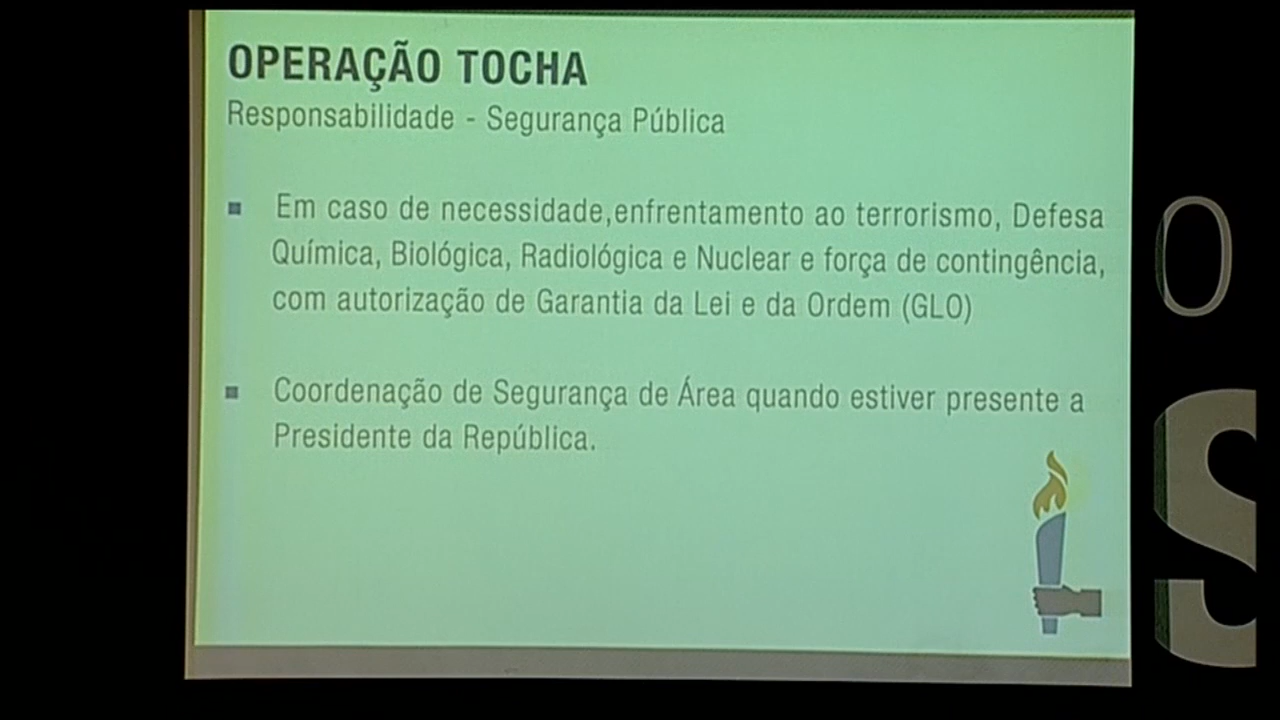 OPERAÇÃO TOCHA
Responsabilidade - Segurança Pública
Em caso de necessidade,enfrentamento ao terrorismo, Defesa
Química, Biológica, Radiológica e Nuclear e força de contingência,
com autorização de Garantia da Lei e da Ordem (GLO)
Coordenação de Segurança de Área quando estiver presente a
Presidente da República.
O
S